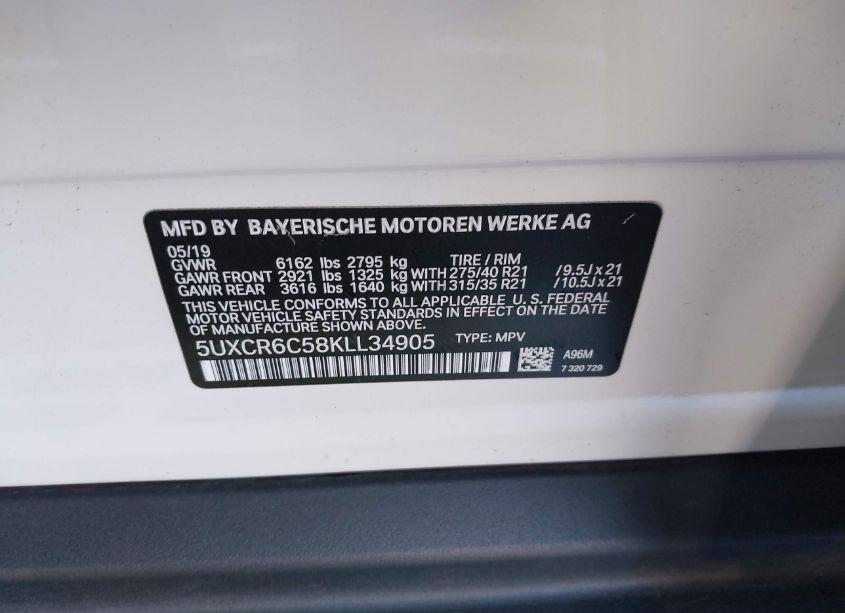 MFD BY BAYERISCHE MOTOREN WERKE AG
05/19
GVWR 6162 lbs 2795 kg TIRE / RIM
GAWR FRONT 2921 lbs 1325 kg WITH 275/40 R21 / 9.5J x 21
GAWR REAR 3616 lbs 1640 kg WITH 315/35 R21 / 10.5J x 21
THIS VEHICLE CONFORMS TO ALL APPLICABLE U. S. FEDERAL
MOTOR VEHICLE SAFETY STANDARDS IN EFFECT ON THE DATE
OF MANUFACTURE SHOWN ABOVE.
5UXCR6C58KLL34905 TYPE: MPV
A96M
7 320 729